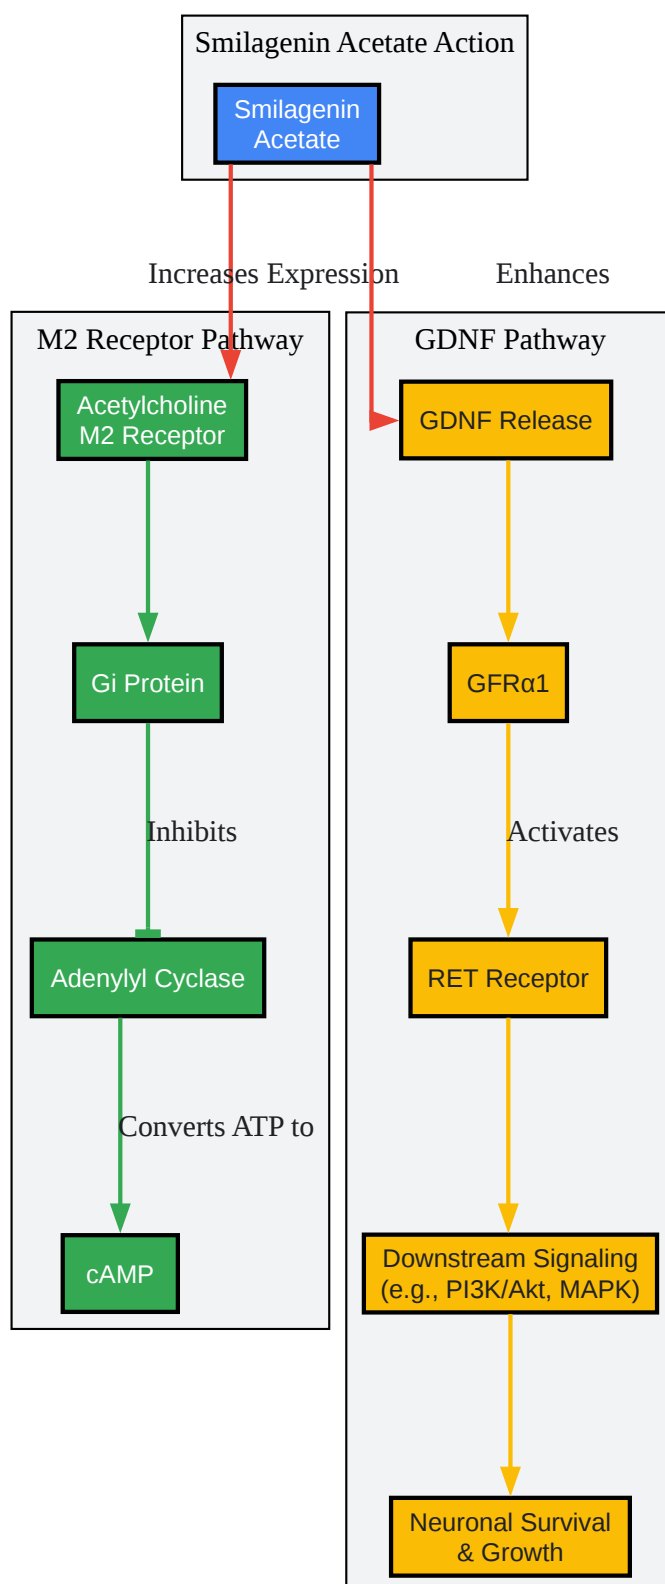 Smilagenin Acetate Action
Smilagenin
Acetate
Increases Expression
Enhances
M2 Receptor Pathway
Acetylcholine
M2 Receptor
Gi Protein
Inhibits
Adenylyl Cyclase
Converts ATP to
cAMP
GDNF Pathway
GDNF Release
GFRα1
Activates
RET Receptor
Downstream Signaling
(e.g., PI3K/Akt, MAPK)
Neuronal Survival
& Growth